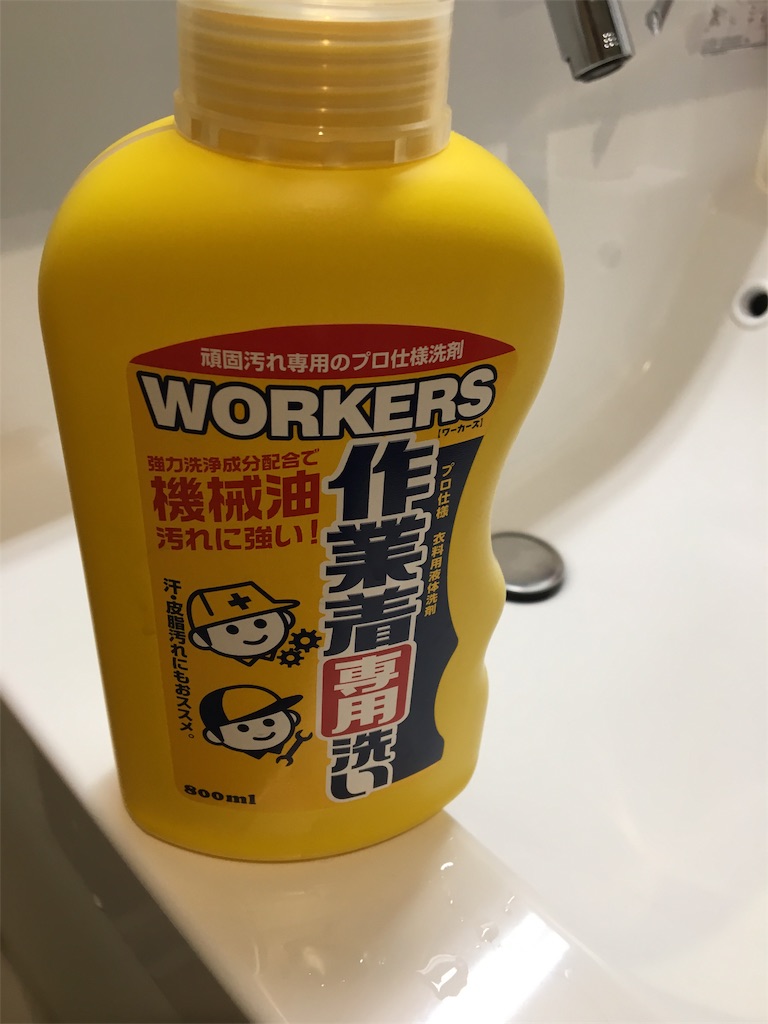 頑固汚れ専用のプロ仕様洗剤
WORKERS
【ワーカーズ】
強力洗浄成分配合で
機械油
汚れに強い!
作業着専用洗い
プロ仕様 衣料用液体洗剤
汗・皮脂汚れにもおススメ。
800ml